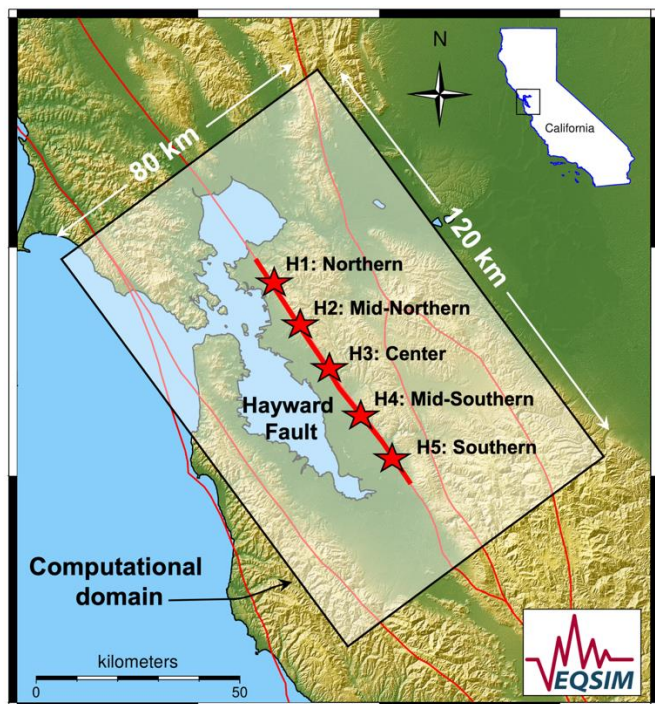 N
California
80 km
120 km
H1: Northern
H2: Mid-Northern
H3: Center
H4: Mid-Southern
Hayward
Fault
H5: Southern
Computational
domain
kilometers
0
50
EQSIM